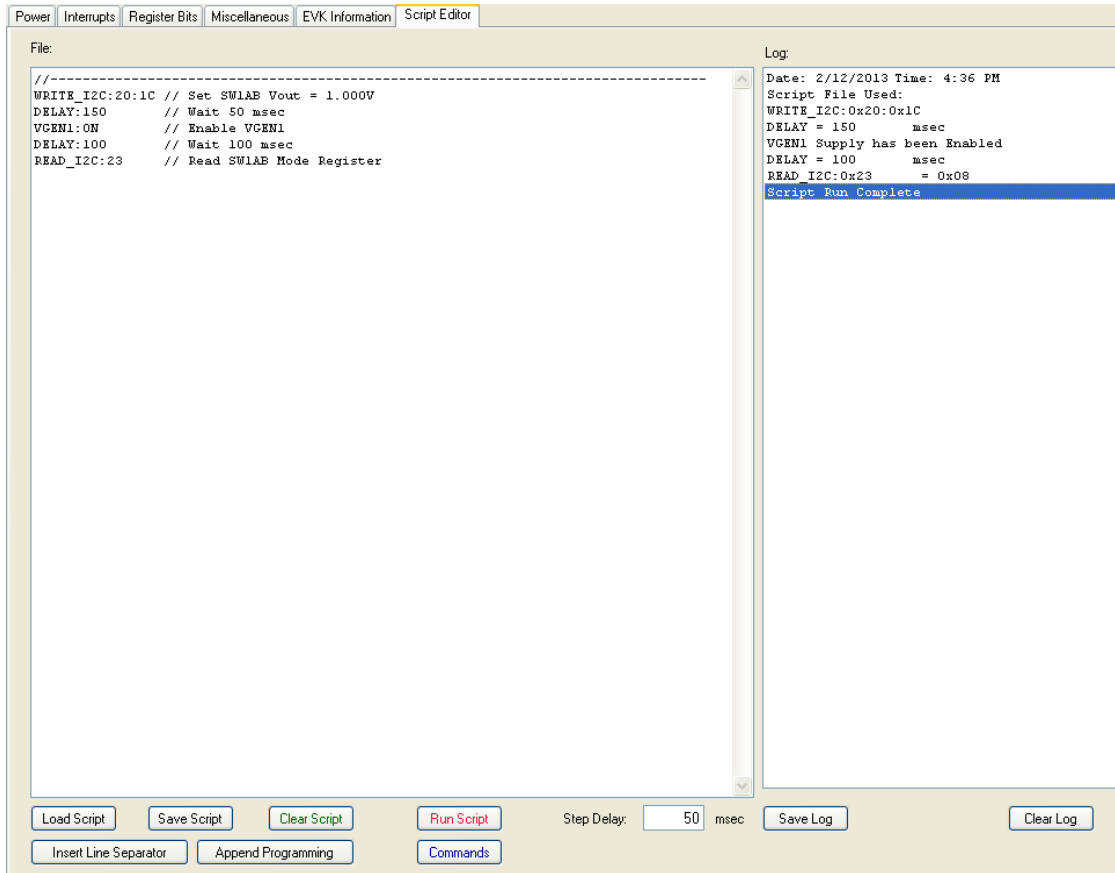 Power Interrupts Register Bits Miscellaneous EVK Information Script Editor
File:
//---------------------------------------------------------------------------------
WRITE_I2C:20:1C // Set SW1AB Vout = 1.000V
DELAY:150 // Wait 50 msec
VGEN1:ON // Enable VGEN1
DELAY:100 // Wait 100 msec
READ_I2C:23 // Read SW1AB Mode Register
Log:
Date: 2/12/2013 Time: 4:36 PM
Script File Used:
WRITE_I2C:0x20:0x1C
DELAY = 150 msec
VGEN1 Supply has been Enabled
DELAY = 100 msec
READ_I2C:0x23 = 0x08
Script Run Complete
Load Script Save Script Clear Script Run Script Step Delay: 50 msec Save Log Clear Log
Insert Line Separator Append Programming Commands